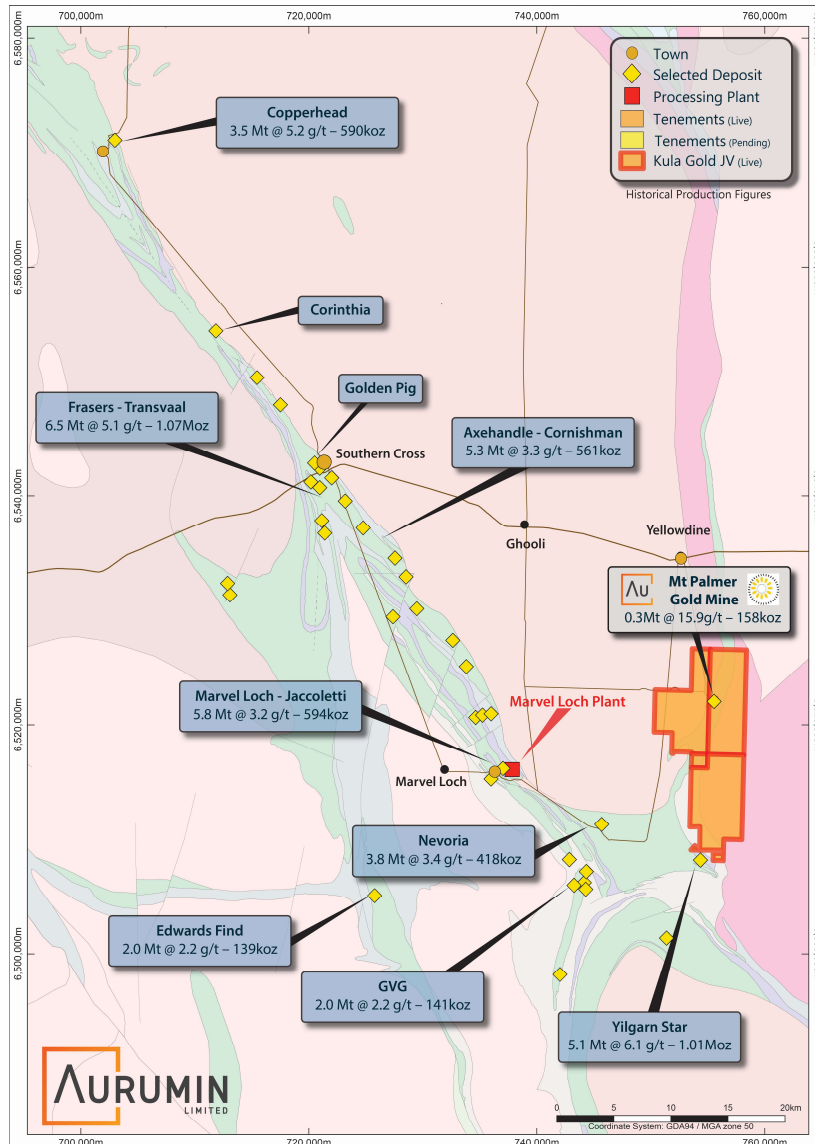 700,000m
720,000m
740,000m
760,000m
6,580,000m
6,560,000m
6,540,000m
6,520,000m
6,500,000m
Town
Selected Deposit
Processing Plant
Tenements (Live)
Tenements (Pending)
Kula Gold JV (Live)
Historical Production Figures
Copperhead
3.5 Mt @ 5.2 g/t – 590koz
Corinthia
Golden Pig
Frasers - Transvaal
6.5 Mt @ 5.1 g/t – 1.07Moz
Southern Cross
Axehandle - Cornishman
5.3 Mt @ 3.3 g/t – 561koz
Ghooli
Yellowdine
Au
Mt Palmer
Gold Mine
0.3Mt @ 15.9g/t – 158koz
Marvel Loch - Jaccoletti
5.8 Mt @ 3.2 g/t – 594koz
Marvel Loch Plant
Marvel Loch
Nevoria
3.8 Mt @ 3.4 g/t – 418koz
Edwards Find
2.0 Mt @ 2.2 g/t – 139koz
GVG
2.0 Mt @ 2.2 g/t – 141koz
Yilgarn Star
5.1 Mt @ 6.1 g/t – 1.01Moz
AURUMIN
LIMITED
0 5 10 15 20km
Coordinate System: GDA94 / MGA zone 50
700,000m
720,000m
740,000m
760,000m